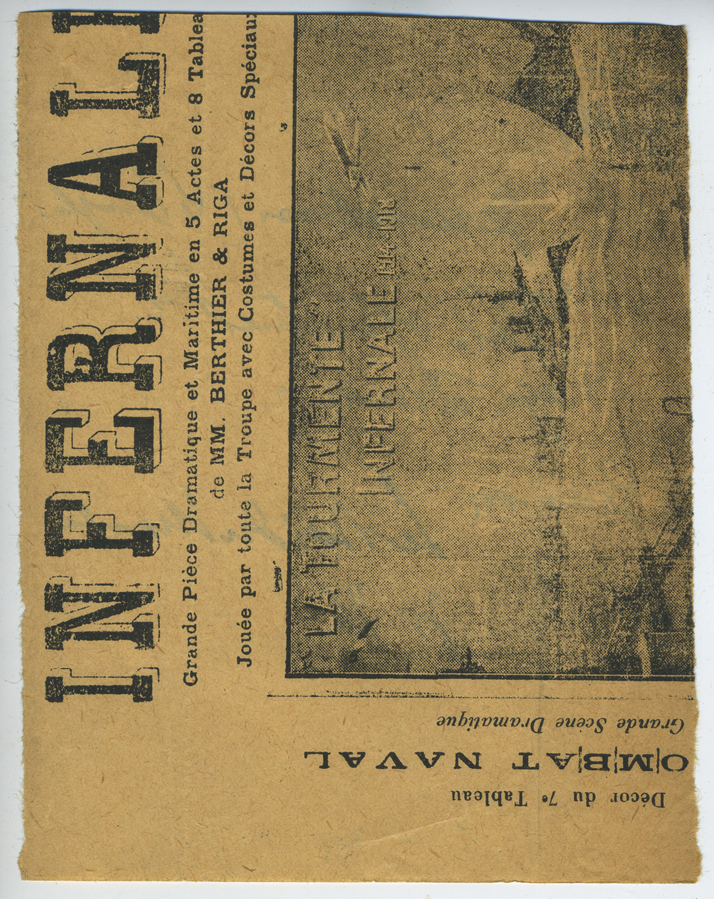 INFERNALE
Grande Pièce Dramatique et Maritime en 5 Actes et 8 Tablea
de MM. BERTHIER & RIGA
Jouée par toute la Troupe avec Costumes et Décors Spéciau
"LA TOURMENTE"
INFERNALE 1914-1918
Décor du 7e Tableau
OMBAT NAVAL
Grande Scène Dramatique